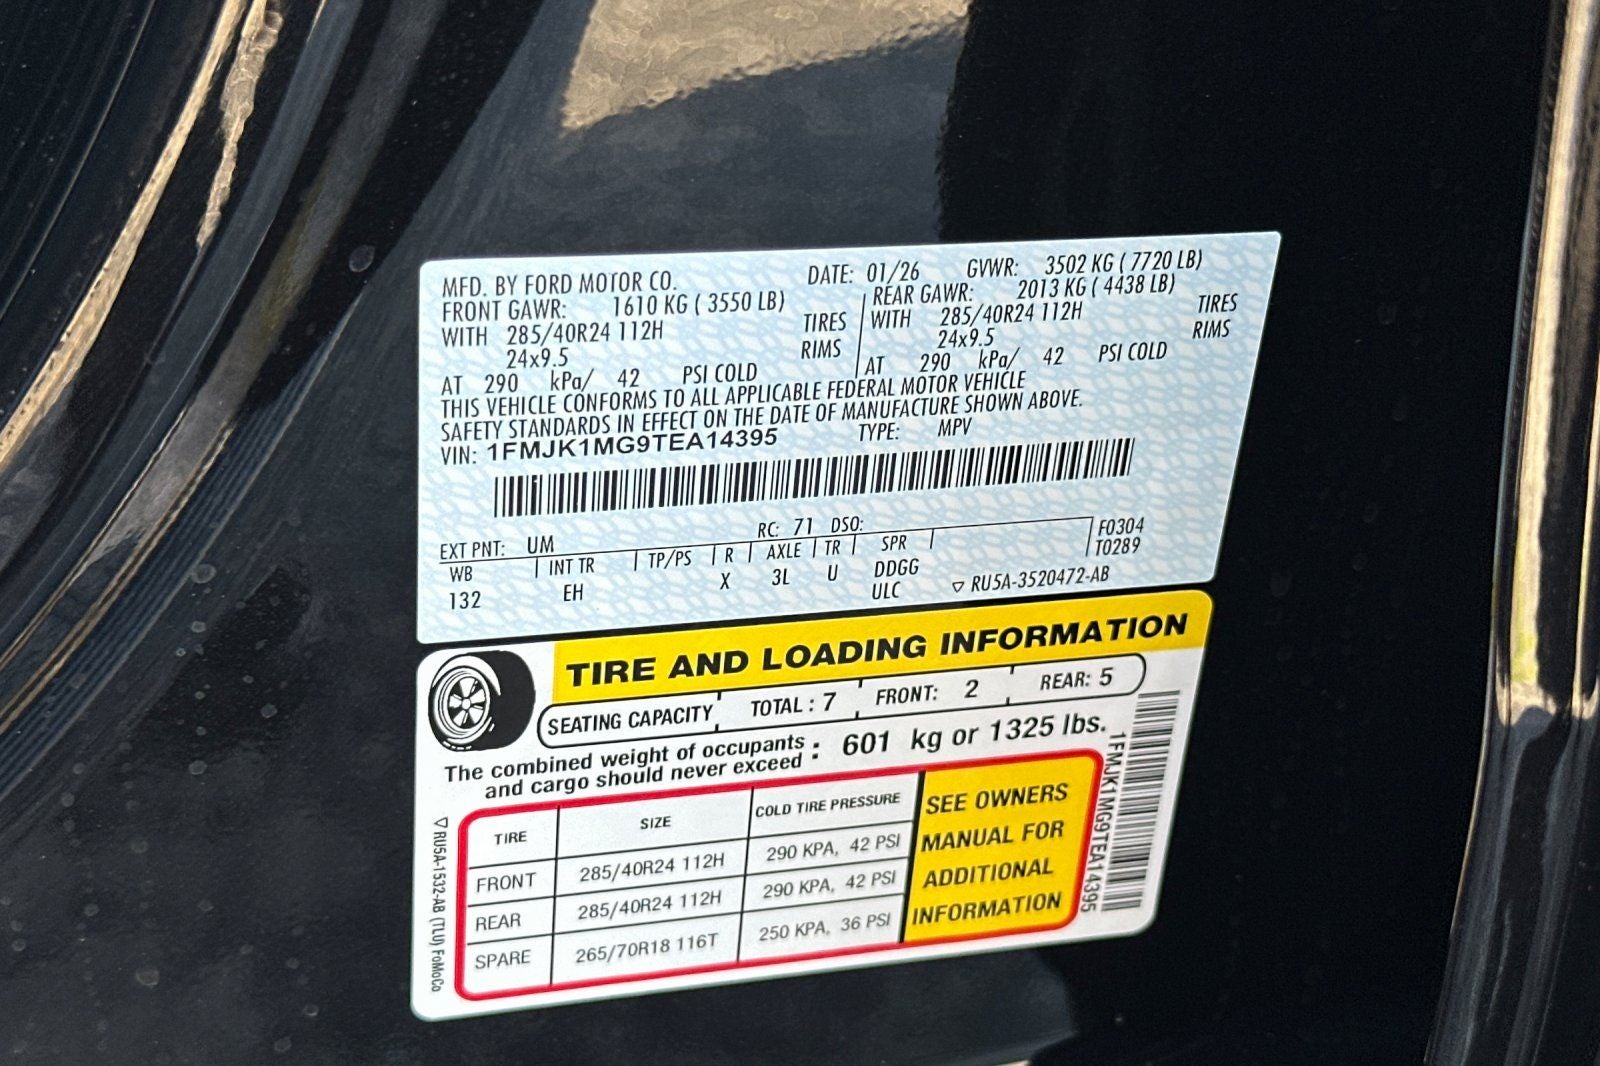 MFD. BY FORD MOTOR CO. DATE: 01/26 GVWR: 3502 KG ( 7720 LB)
FRONT GAWR: 1610 KG ( 3550 LB) REAR GAWR: 2013 KG ( 4438 LB)
WITH 285/40R24 112H TIRES WITH 285/40R24 112H TIRES
24x9.5 RIMS 24x9.5 RIMS
AT 290 kPa/ 42 PSI COLD AT 290 kPa/ 42 PSI COLD
THIS VEHICLE CONFORMS TO ALL APPLICABLE FEDERAL MOTOR VEHICLE
SAFETY STANDARDS IN EFFECT ON THE DATE OF MANUFACTURE SHOWN ABOVE.
VIN: 1FMJK1MG9TEA14395 TYPE: MPV
EXT PNT: UM RC: 71 DSO: F0304
WB INT TR TP/PS R AXLE TR SPR T0289
132 EH X 3L U DDGG
ULC ▽ RU5A-3520472-AB
TIRE AND LOADING INFORMATION
SEATING CAPACITY TOTAL : 7 FRONT: 2 REAR: 5
The combined weight of occupants
and cargo should never exceed : 601 kg or 1325 lbs.
TIRE SIZE COLD TIRE PRESSURE
FRONT 285/40R24 112H 290 KPA, 42 PSI
REAR 285/40R24 112H 290 KPA, 42 PSI
SPARE 265/70R18 116T 250 KPA, 36 PSI
SEE OWNERS
MANUAL FOR
ADDITIONAL
INFORMATION
1FMJK1MG9TEA14395
▽ RU5A-1532-AB (TLU) FoMoCo